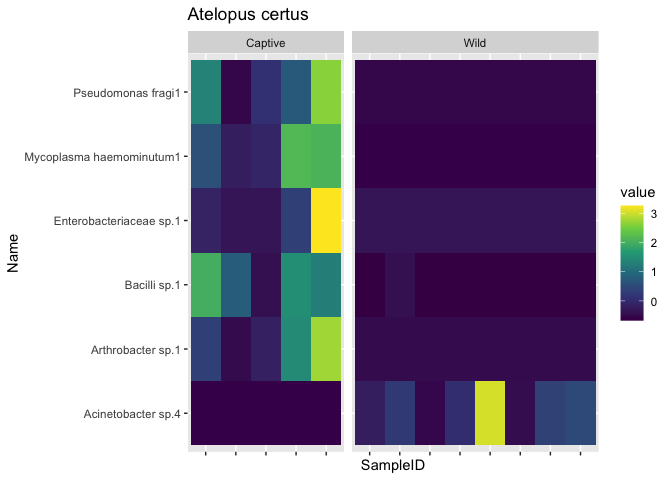 Atelopus certus
Captive
Wild
Pseudomonas fragi1
Mycoplasma haemominutum1
Enterobacteriaceae sp.1
Bacilli sp.1
Arthrobacter sp.1
Acinetobacter sp.4
Name
SampleID
value
3
2
1
0